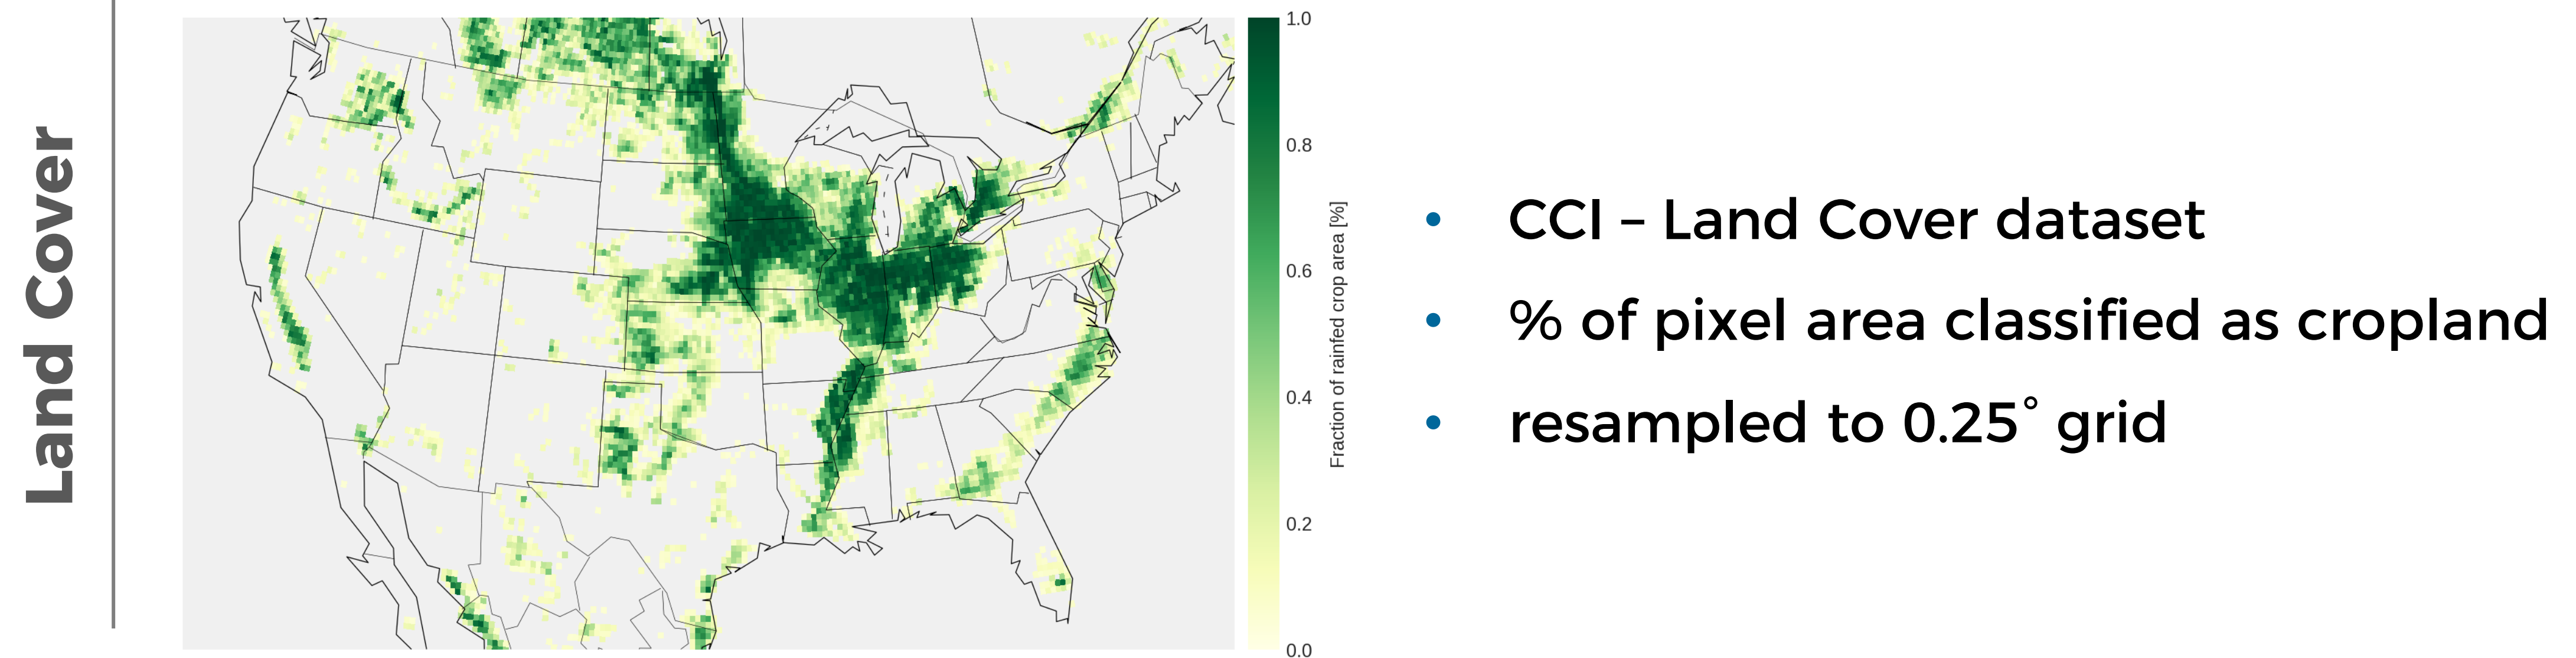 Land Cover
1.0
0.8
0.6
0.4
0.2
0.0
Fraction of rainfed crop area [%]
• CCI – Land Cover dataset
• % of pixel area classified as cropland
• resampled to 0.25° grid